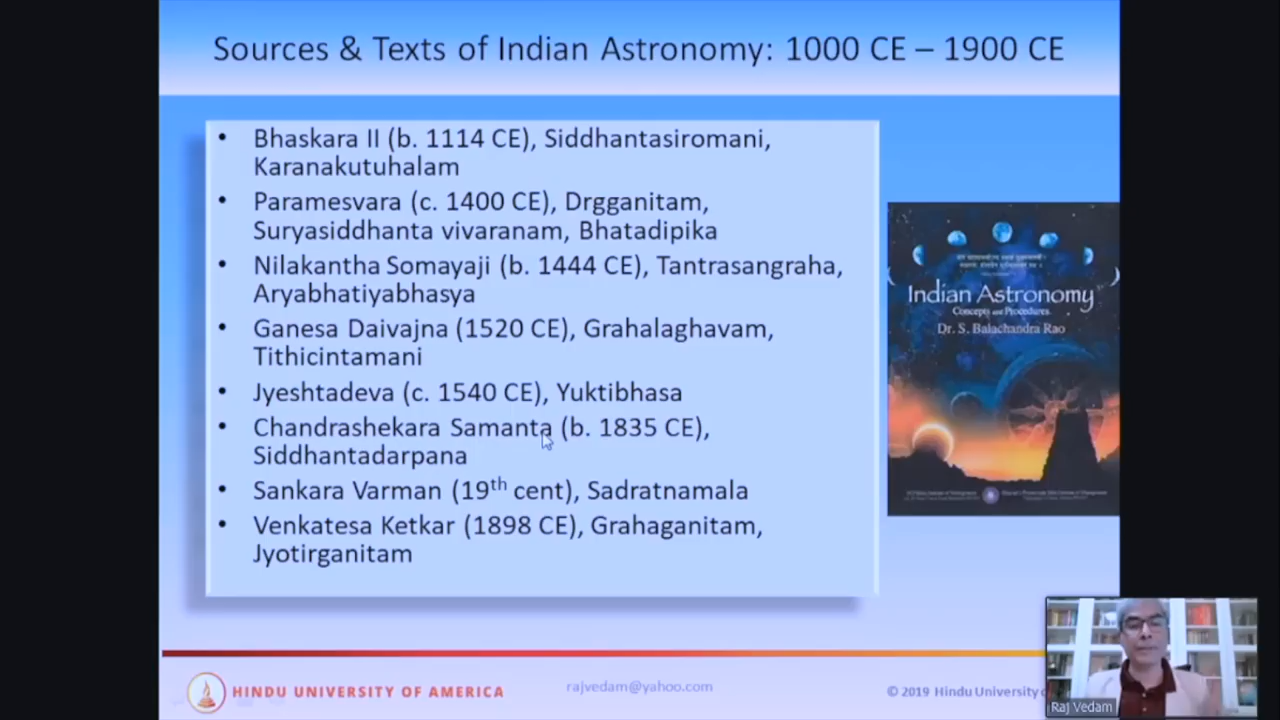 Sources & Texts of Indian Astronomy: 1000 CE – 1900 CE
• Bhaskara II (b. 1114 CE), Siddhantasiromani,
Karanakutuhalam
• Paramesvara (c. 1400 CE), Drgganitam,
Suryasiddhanta vivaranam, Bhatadipika
• Nilakantha Somayaji (b. 1444 CE), Tantrasangraha,
Aryabhatiyabhasya
• Ganesa Daivajna (1520 CE), Grahalaghavam,
Tithicintamani
• Jyeshtadeva (c. 1540 CE), Yuktibhasa
• Chandrashekara Samanta (b. 1835 CE),
Siddhantadarpana
• Sankara Varman (19th cent), Sadratnamala
• Venkatesa Ketkar (1898 CE), Grahaganitam,
Jyotirganitam
Indian Astronomy
Concepts and Procedures
Dr. S. Balachandra Rao
HINDU UNIVERSITY OF AMERICA
rajvedam@yahoo.com
© 2019 Hindu University
Raj Vedam